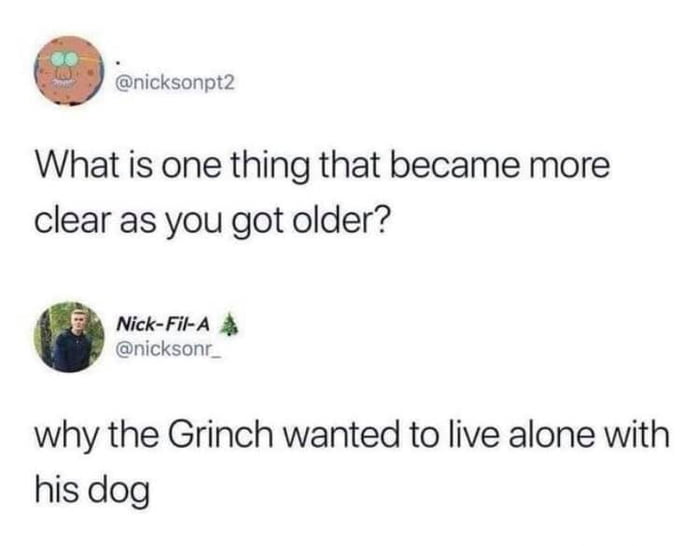 .
@nicksonpt2
What is one thing that became more
clear as you got older?
Nick-Fil-A 🌲
@nicksonr_
why the Grinch wanted to live alone with
his dog